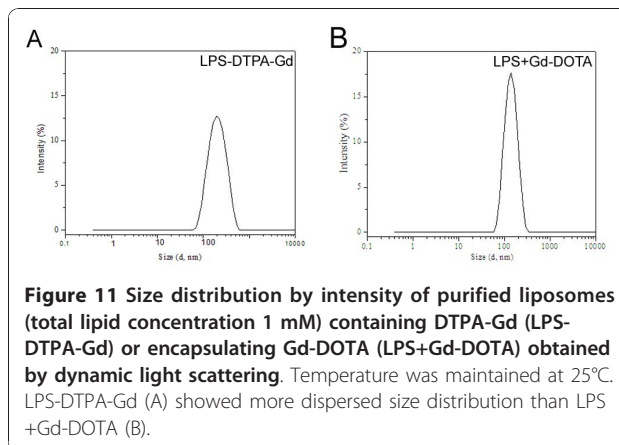 A
LPS-DTPA-Gd
20
15
10
5
0
Intensity (%)
0.1 1 10 100 1000 10000
Size (d, nm)
B
LPS+Gd-DOTA
20
15
10
5
0
Intensity (%)
0.1 1 10 100 1000 10000
Size (d, nm)
Figure 11 Size distribution by intensity of purified liposomes
(total lipid concentration 1 mM) containing DTPA-Gd (LPS-
DTPA-Gd) or encapsulating Gd-DOTA (LPS+Gd-DOTA) obtained
by dynamic light scattering. Temperature was maintained at 25°C.
LPS-DTPA-Gd (A) showed more dispersed size distribution than LPS
+Gd-DOTA (B).